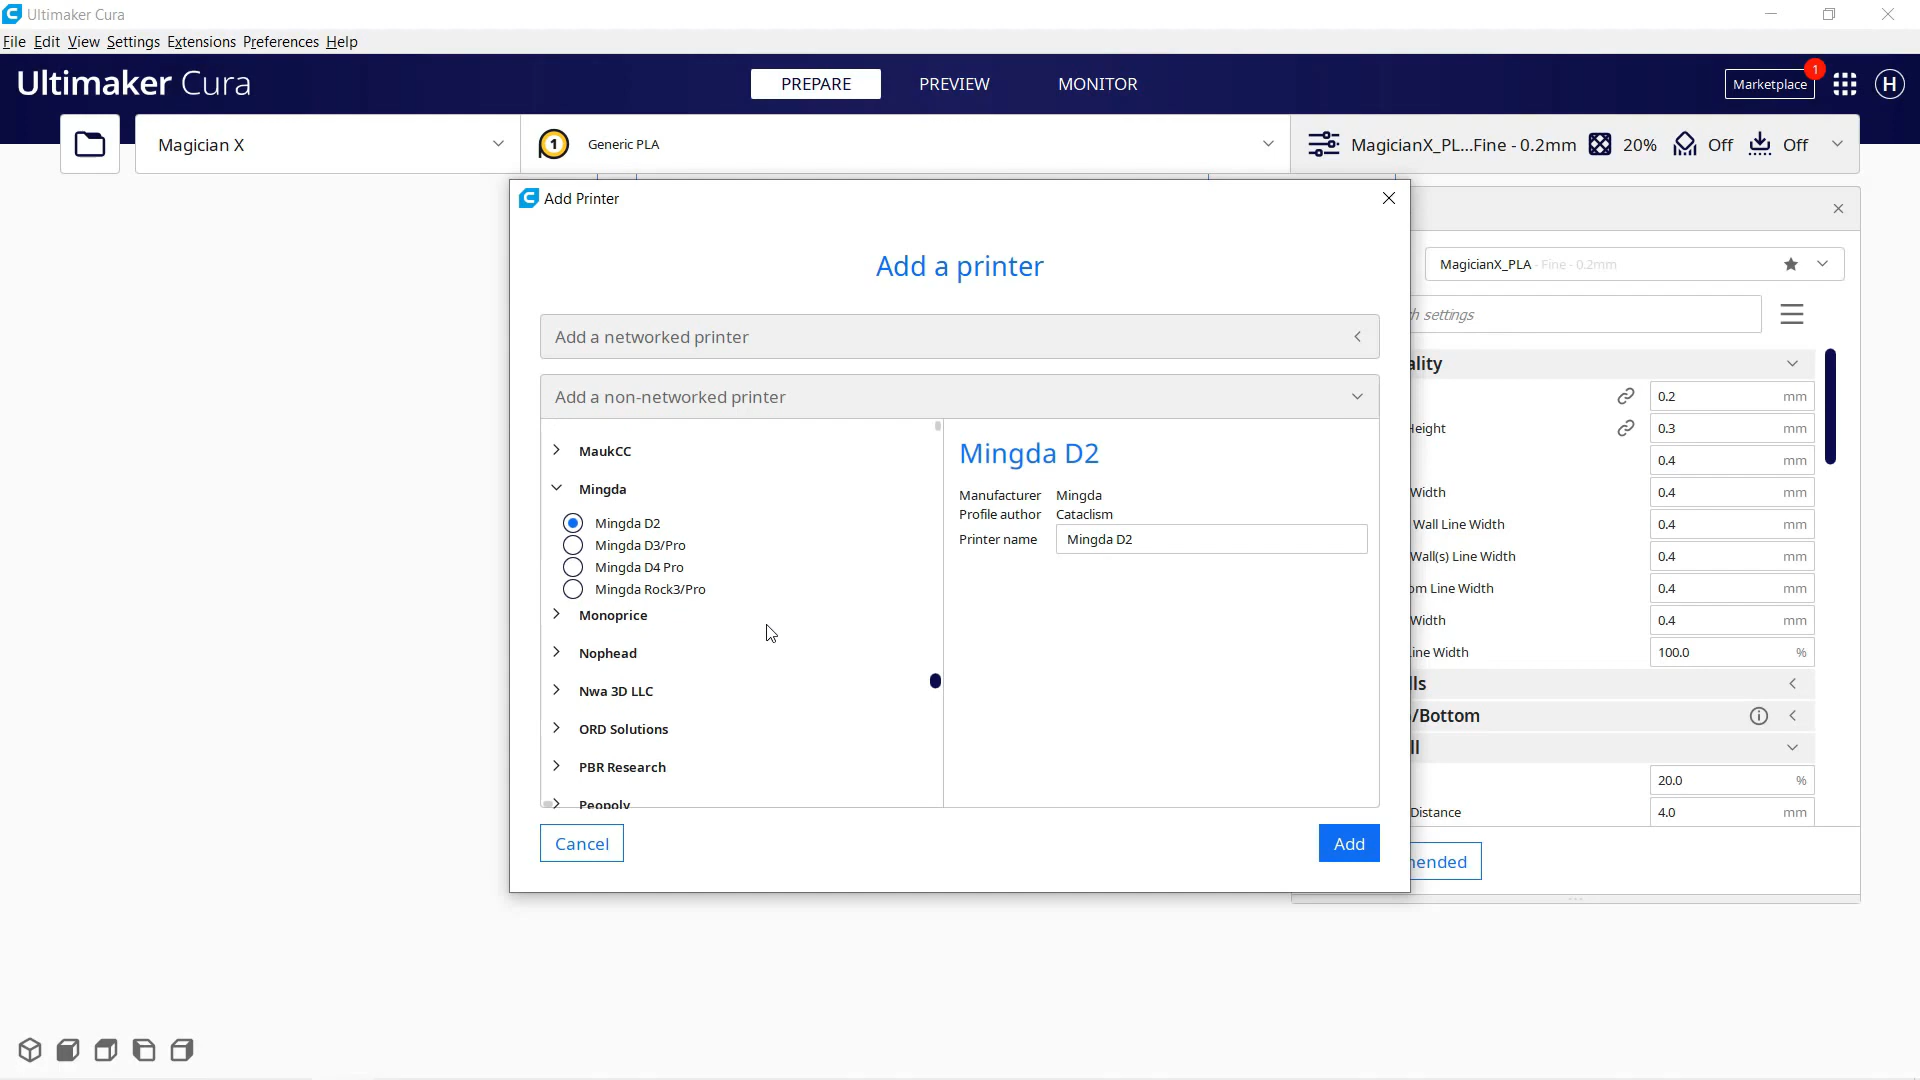 Ultimaker Cura
File Edit View Settings Extensions Preferences Help
Ultimaker Cura
PREPARE PREVIEW MONITOR
Marketplace 1 H
Magician X 1 Generic PLA MagicianX_PL...Fine - 0.2mm 20% Off Off
Add Printer
Add a printer
MagicianX_PLA - Fine - 0.2mm
h settings
Add a networked printer
ality
Add a non-networked printer
0.2 mm
Height 0.3 mm
0.4 mm
Width 0.4 mm
Wall Line Width 0.4 mm
Wall(s) Line Width 0.4 mm
om Line Width 0.4 mm
Width 0.4 mm
Line Width 100.0 %
lls
/Bottom
ll
20.0 %
Distance 4.0 mm
mended
MaukCC
Mingda
Mingda D2
Mingda D3/Pro
Mingda D4 Pro
Mingda Rock3/Pro
Monoprice
Nophead
Nwa 3D LLC
ORD Solutions
PBR Research
Peopoly
Mingda D2
Manufacturer Mingda
Profile author Cataclism
Printer name Mingda D2
Cancel Add